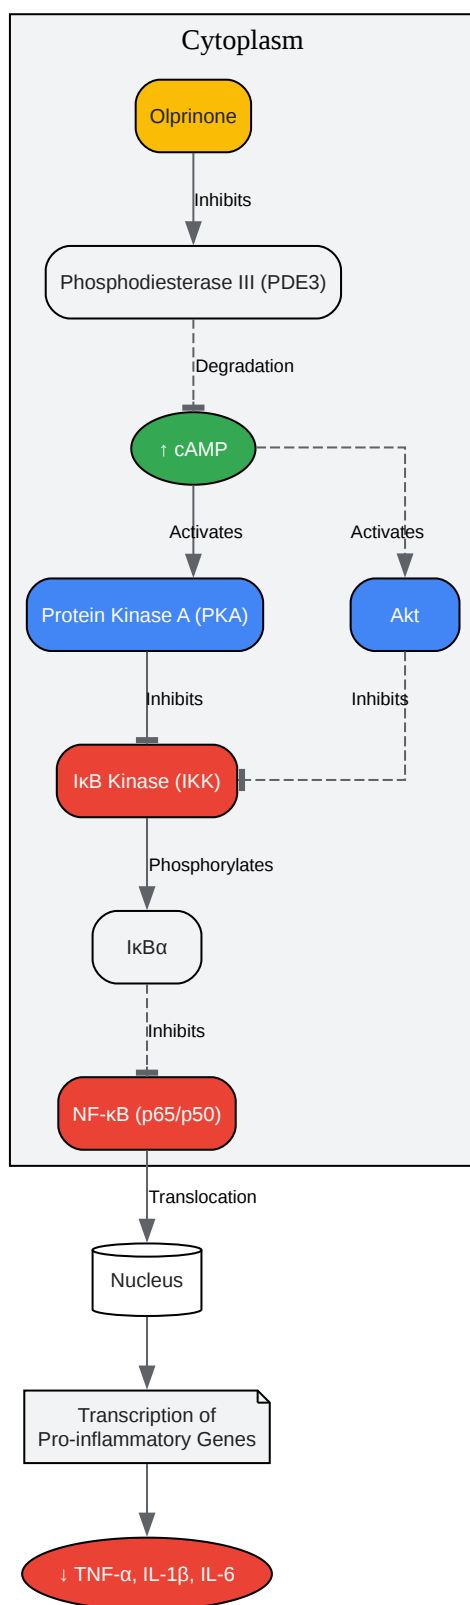 Cytoplasm
Olprinone
Inhibits
Phosphodiesterase III (PDE3)
Degradation
↑ cAMP
Activates
Activates
Protein Kinase A (PKA)
Akt
Inhibits
Inhibits
IκB Kinase (IKK)
Phosphorylates
IκBα
Inhibits
NF-κB (p65/p50)
Translocation
Nucleus
Transcription of
Pro-inflammatory Genes
↓ TNF-α, IL-1β, IL-6